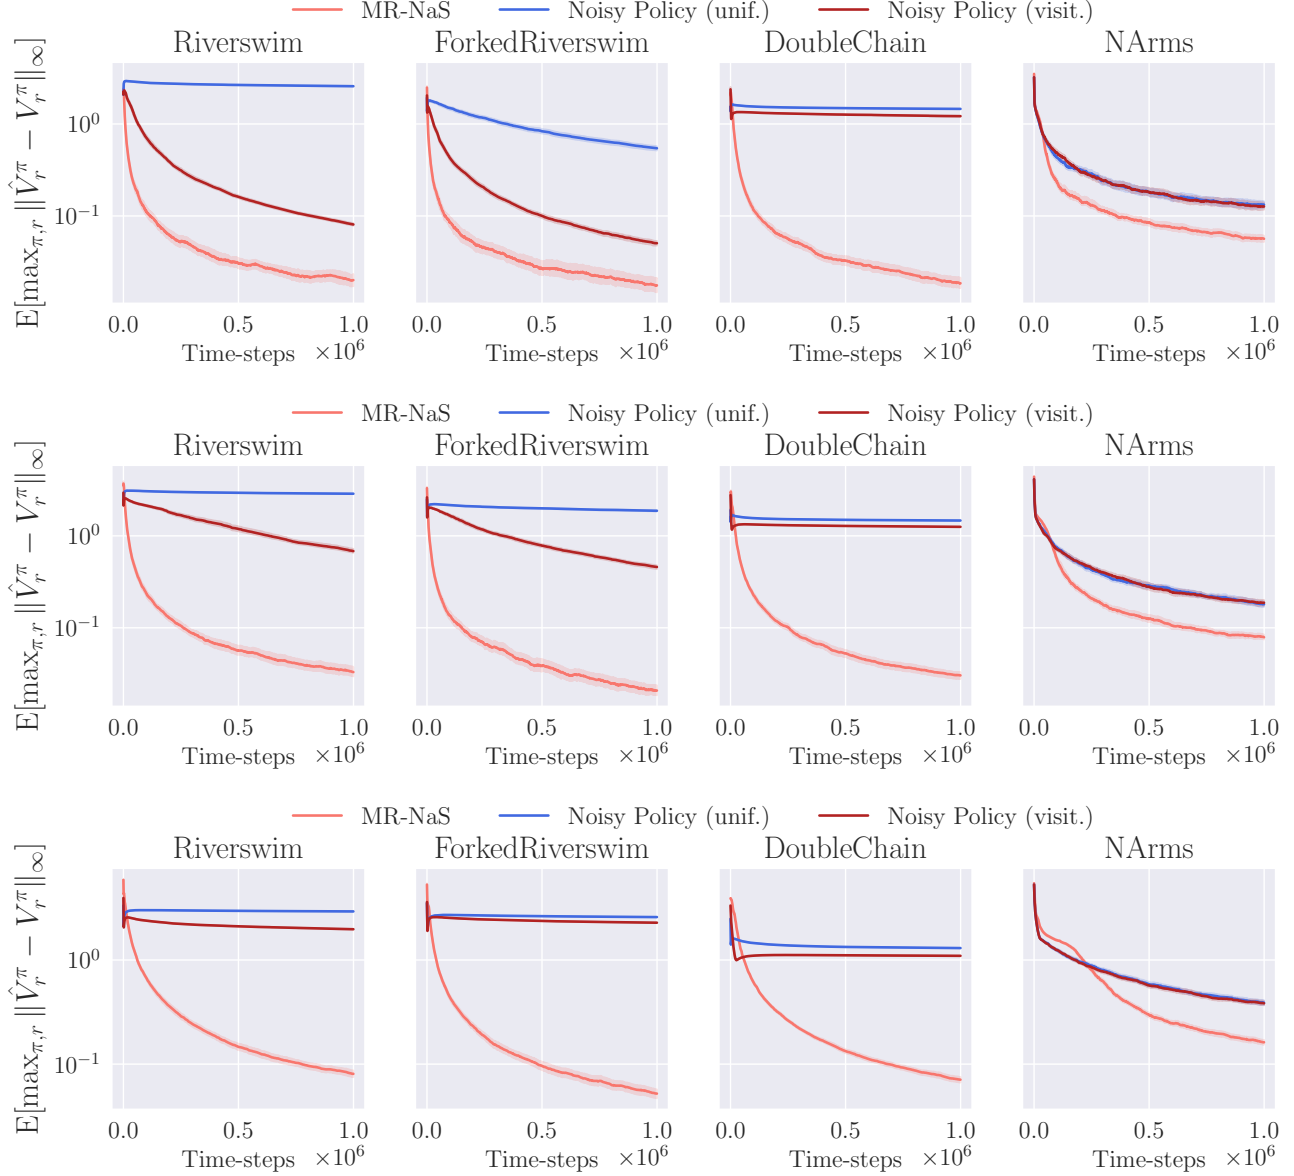 MR-NaS Noisy Policy (unif.) Noisy Policy (visit.)
Riverswim ForkedRiverswim DoubleChain NArms
E[max_{π,r} ||V̂_r^π − V_r^π||_∞]
10^0
10^{−1}
0.0 0.5 1.0 0.0 0.5 1.0 0.0 0.5 1.0 0.0 0.5 1.0
Time-steps ×10^6 Time-steps ×10^6 Time-steps ×10^6 Time-steps ×10^6
MR-NaS Noisy Policy (unif.) Noisy Policy (visit.)
Riverswim ForkedRiverswim DoubleChain NArms
E[max_{π,r} ||V̂_r^π − V_r^π||_∞]
10^0
10^{−1}
0.0 0.5 1.0 0.0 0.5 1.0 0.0 0.5 1.0 0.0 0.5 1.0
Time-steps ×10^6 Time-steps ×10^6 Time-steps ×10^6 Time-steps ×10^6
MR-NaS Noisy Policy (unif.) Noisy Policy (visit.)
Riverswim ForkedRiverswim DoubleChain NArms
E[max_{π,r} ||V̂_r^π − V_r^π||_∞]
10^0
10^{−1}
0.0 0.5 1.0 0.0 0.5 1.0 0.0 0.5 1.0 0.0 0.5 1.0
Time-steps ×10^6 Time-steps ×10^6 Time-steps ×10^6 Time-steps ×10^6